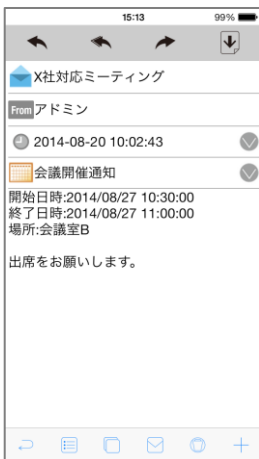 15:13
99%
X社対応ミーティング
From アドミン
2014-08-20 10:02:43
会議開催通知
開始日時:2014/08/27 10:30:00
終了日時:2014/08/27 11:00:00
場所:会議室B
出席をお願いします。